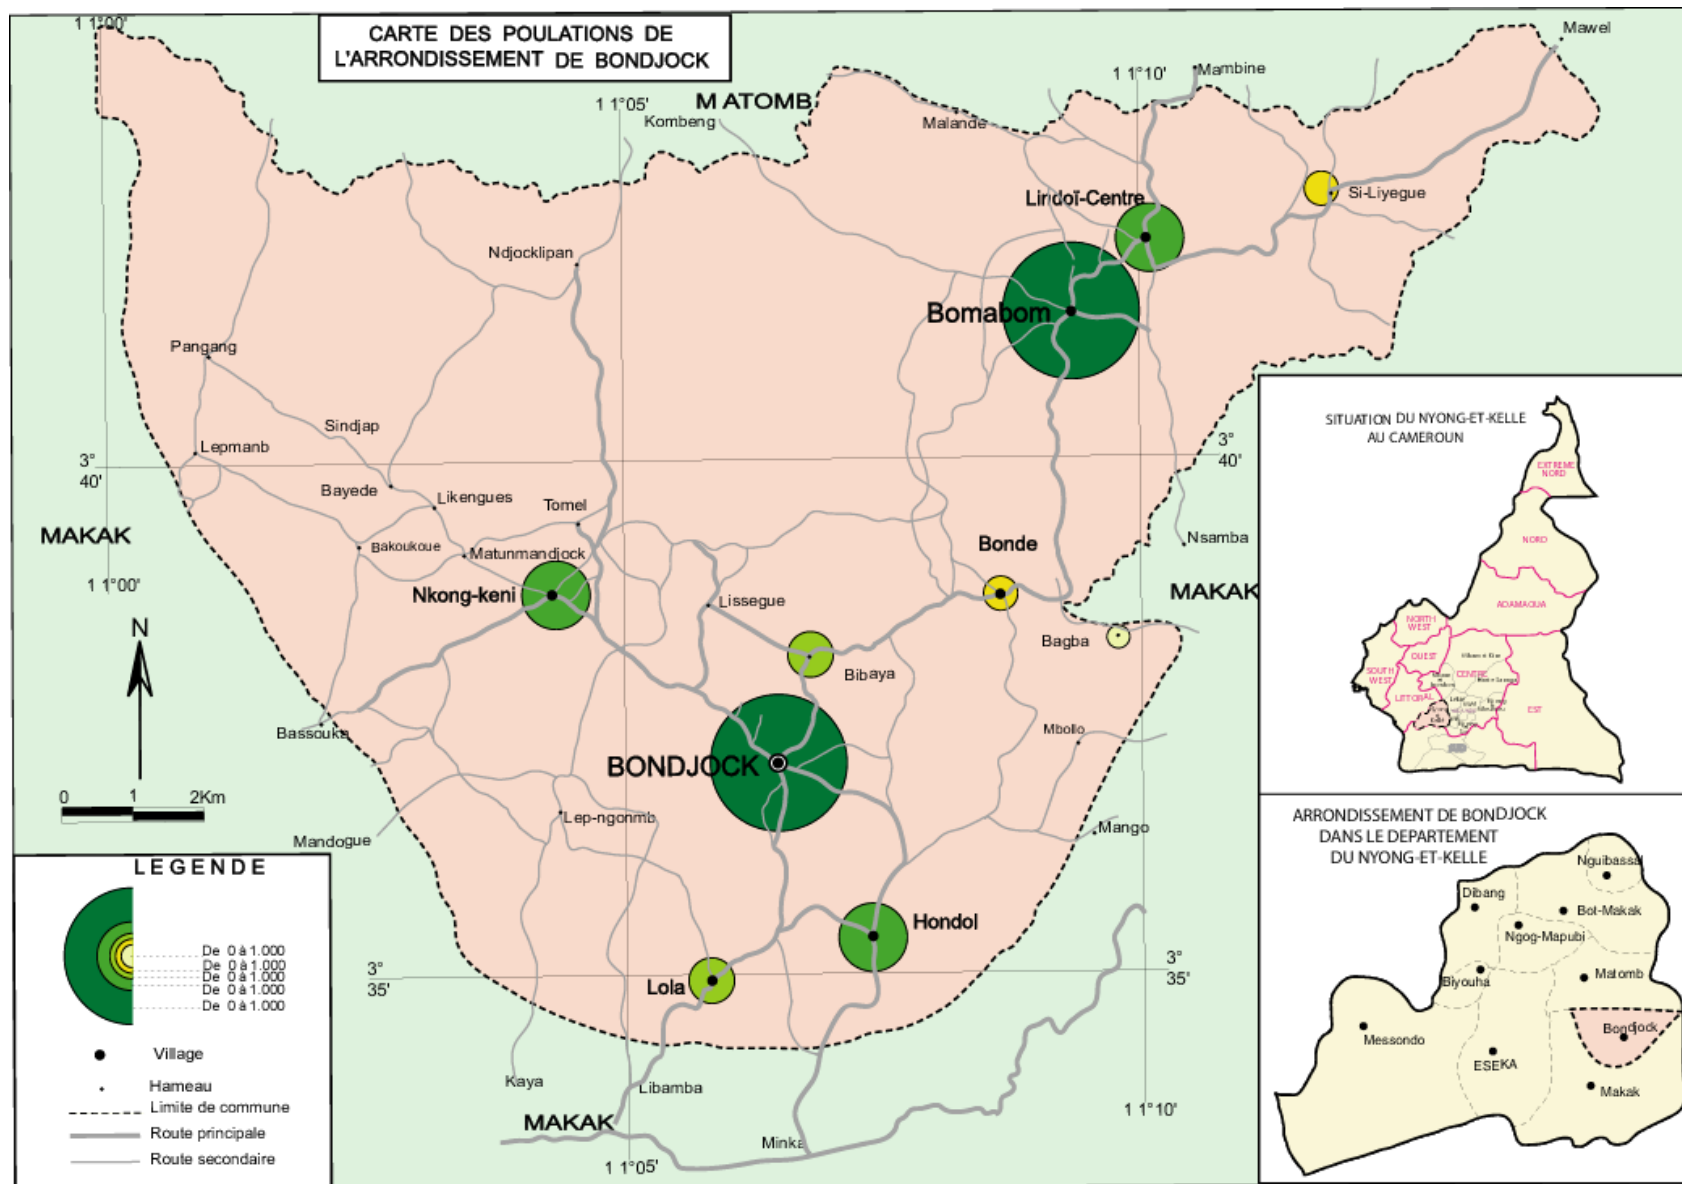 CARTE DES POULATIONS DE
L'ARRONDISSEMENT DE BONDJOCK
1 1°00'
1 1°05'
1 1°10'
Mawel
Mambine
M ATOMB
Kombeng
Malande
Lindoï-Centre
Si-Liyegue
Ndjocklipan
Bomabom
Pangang
Sindjap
Lepmanb
3°
40'
3°
40'
Bayede
Likengues
Tomel
MAKAK
Bakoukoue
Matunmandjock
Bonde
Nsamba
1 1°00'
Nkong-keni
Lissegue
MAKAK
N
Bagba
Bibaya
Bassouka
Mbollo
BONDJOCK
0 1 2Km
Lep-ngonmb
Mango
Mandogue
Hondol
3°
35'
3°
35'
Lola
Kaya
Libamba
MAKAK
Minka
1 1°05'
1 1°10'
LEGENDE
De 0 à 1.000
De 0 à 1.000
De 0 à 1.000
De 0 à 1.000
De 0 à 1.000
Village
Hameau
Limite de commune
Route principale
Route secondaire
SITUATION DU NYONG-ET-KELLE
AU CAMEROUN
EXTREME
NORD
NORD
ADAMAOUA
NORTH
WEST
OUEST
SOUTH
WEST
CENTRE
LITTORAL
EST
ARRONDISSEMENT DE BONDJOCK
DANS LE DEPARTEMENT
DU NYONG-ET-KELLE
Nguibassal
Dibang
Bot-Makak
Ngog-Mapubi
Biyouha
Matomb
Bondjock
Messondo
ESEKA
Makak